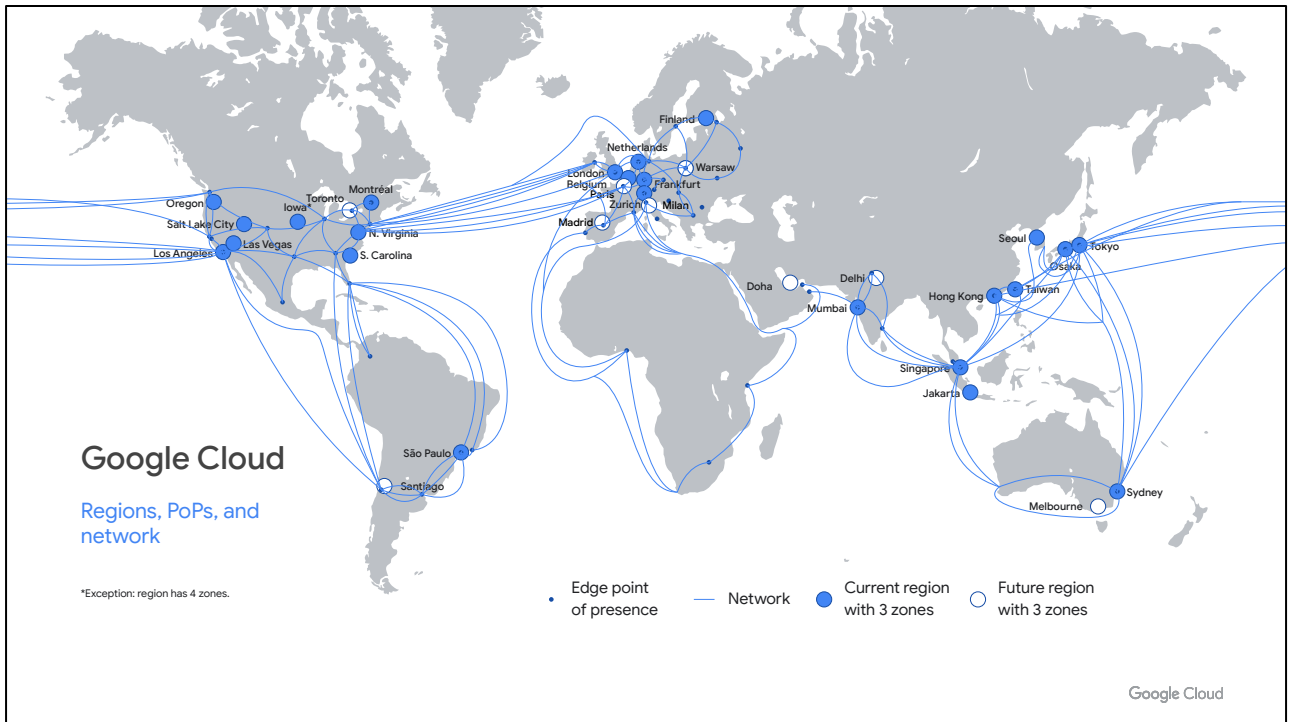 Finland
Netherlands
London
Warsaw
Belgium
Frankfurt
Paris
Zurich
Milan
Madrid
Montréal
Toronto
Oregon
Iowa*
Salt Lake City
N. Virginia
Las Vegas
Los Angeles
S. Carolina
Seoul
Tokyo
Osaka
Doha
Delhi
Hong Kong
Taiwan
Mumbai
Singapore
Jakarta
São Paulo
Santiago
Sydney
Melbourne
Google Cloud
Regions, PoPs, and
network
*Exception: region has 4 zones.
Edge point
of presence
Network
Current region
with 3 zones
Future region
with 3 zones
Google Cloud